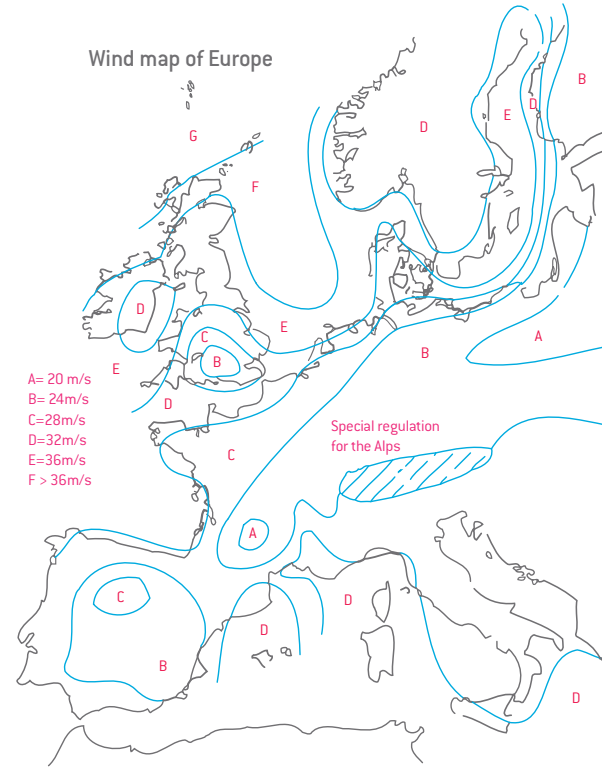 Wind map of Europe
B
E
D
D
G
F
D
E
A
C
B
B
E
A= 20 m/s
B= 24m/s
C=28m/s
D=32m/s
E=36m/s
F > 36m/s
D
Special regulation
for the Alps
C
A
C
D
D
B
D